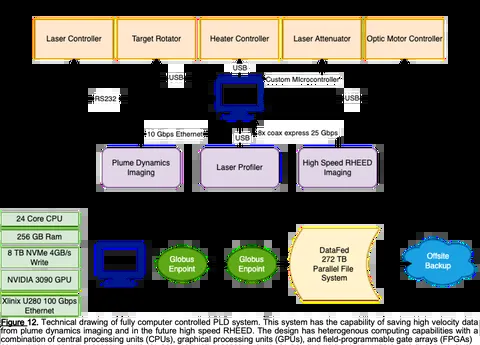 Laser Controller
Target Rotator
Heater Controller
Laser Attenuator
Optic Motor Controller
USB
USB
Custom MIcrocontroller
RS232
USB
10 Gbps Ethernet
USB
8x coax express 25 Gbps
Plume Dynamics
Imaging
Laser Profiler
High Speed RHEED
Imaging
24 Core CPU
256 GB Ram
8 TB NVMe 4GB/s
Write
NVIDIA 3090 GPU
Xlinix U280 100 Gbps
Ethernet
Globus
Enpoint
Globus
Enpoint
DataFed
272 TB
Parallel File
System
Offsite
Backup
Figure 12. Technical drawing of fully computer controlled PLD system. This system has the capability of saving high velocity data
from plume dynamics imaging and in the future high speed RHEED. The design has heterogenous computing capabilities with a
combination of central processing units (CPUs), graphical processing units (GPUs), and field-programmable gate arrays (FPGAs)